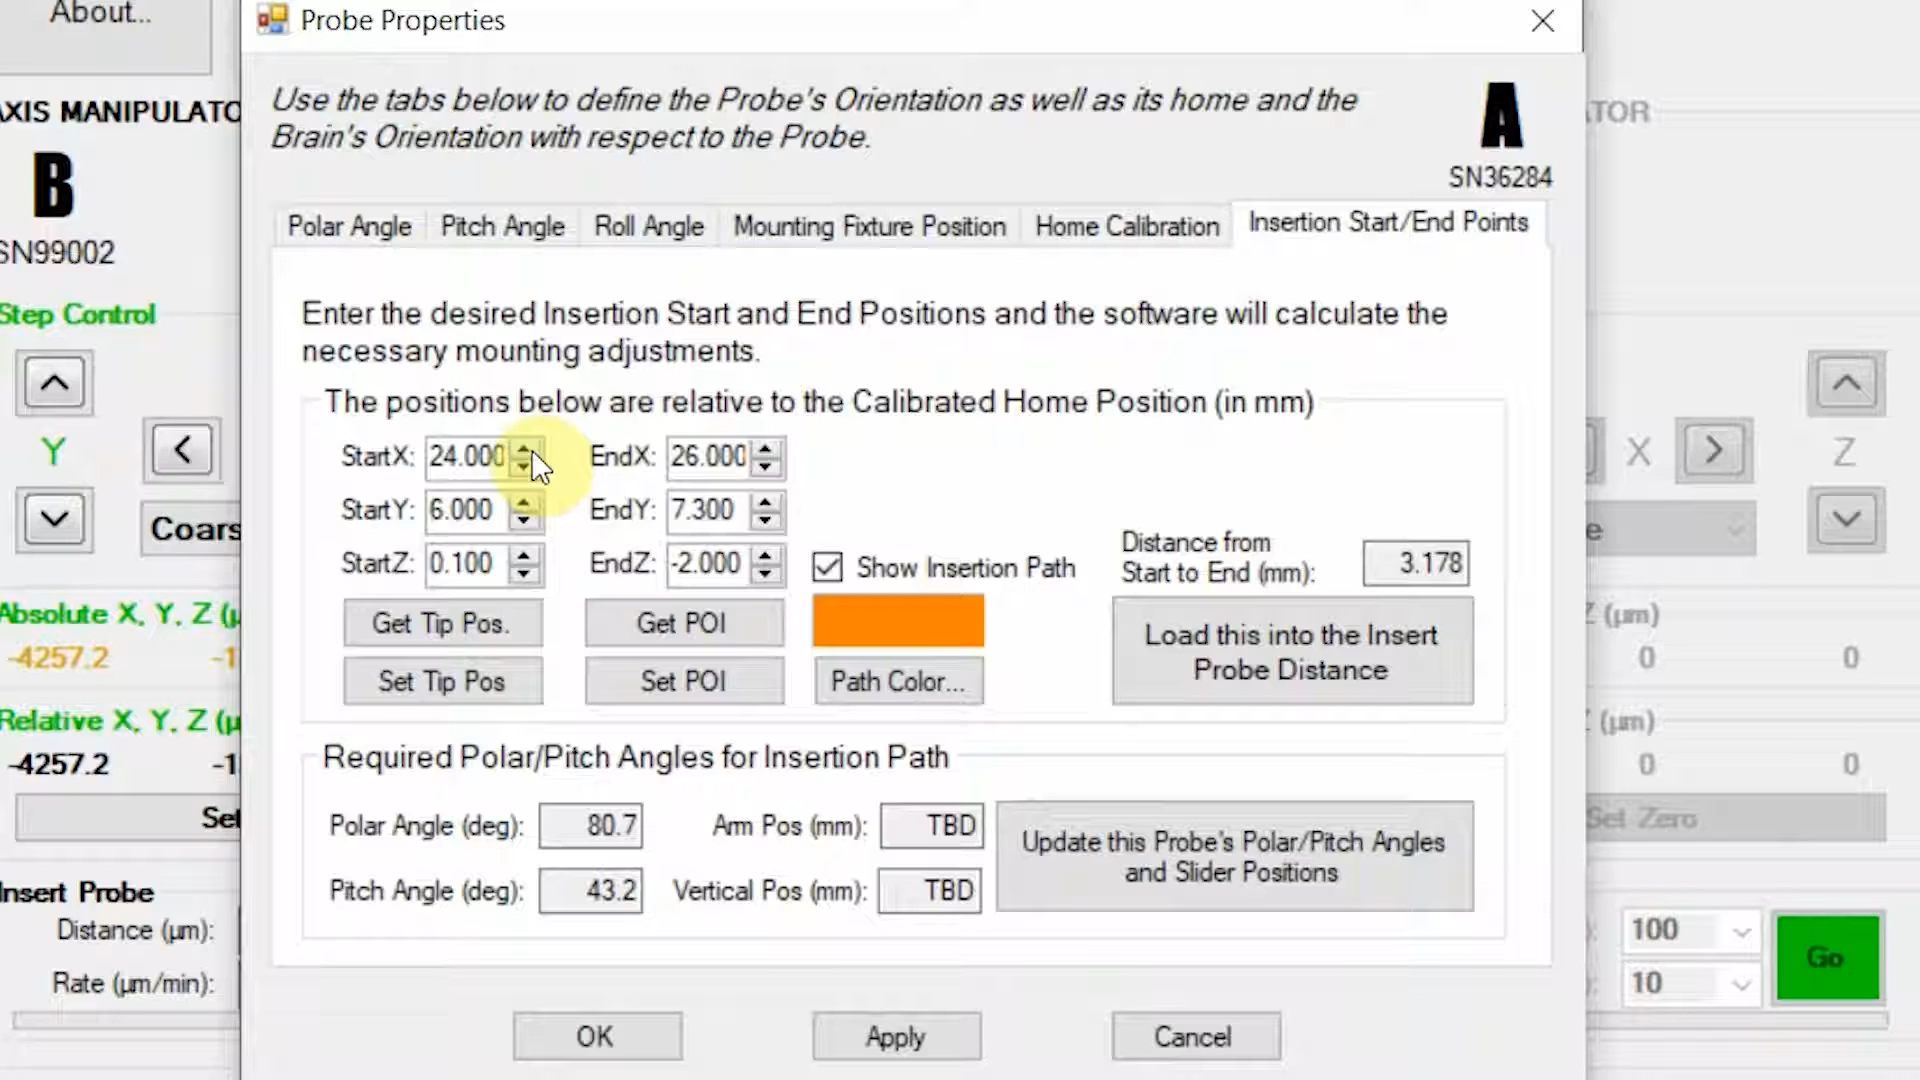 About...
Probe Properties
Use the tabs below to define the Probe's Orientation as well as its home and the
Brain's Orientation with respect to the Probe.
A
SN36284
AXIS MANIPULATO
TOR
B
SN99002
Polar Angle
Pitch Angle
Roll Angle
Mounting Fixture Position
Home Calibration
Insertion Start/End Points
Enter the desired Insertion Start and End Positions and the software will calculate the
necessary mounting adjustments.
Step Control
The positions below are relative to the Calibrated Home Position (in mm)
StartX: 24.000 EndX: 26.000
StartY: 6.000 EndY: 7.300
StartZ: 0.100 EndZ: -2.000
Show Insertion Path
Distance from
Start to End (mm): 3.178
Y
X
Z
Coars
e
Get Tip Pos.
Get POI
Set Tip Pos
Set POI
Path Color...
Load this into the Insert
Probe Distance
Absolute X, Y, Z (µ
-4257.2 -1
Z (µm)
0 0
Relative X, Y, Z (µ
-4257.2 -1
(µm)
0 0
Set
Set Zero
Required Polar/Pitch Angles for Insertion Path
Polar Angle (deg): 80.7 Arm Pos (mm): TBD
Pitch Angle (deg): 43.2 Vertical Pos (mm): TBD
Update this Probe's Polar/Pitch Angles
and Slider Positions
Insert Probe
Distance (µm):
Rate (µm/min):
100
10
Go
OK
Apply
Cancel